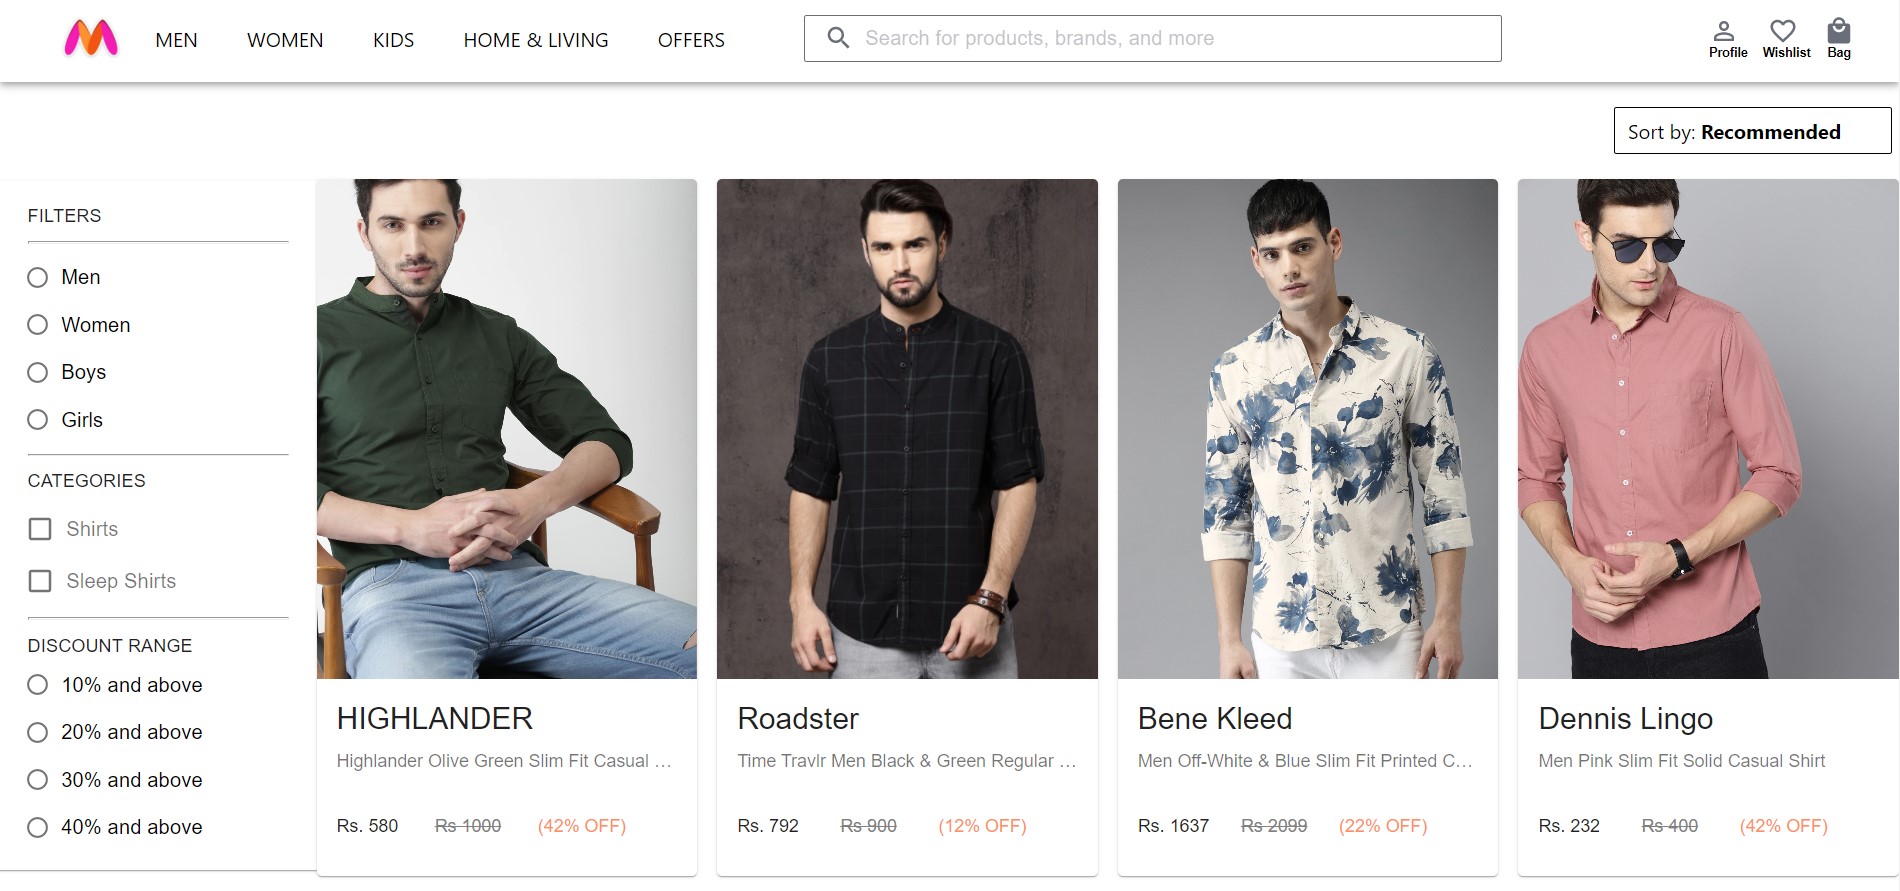 MEN WOMEN KIDS HOME & LIVING OFFERS
Search for products, brands, and more
Profile Wishlist Bag
Sort by: Recommended
FILTERS
Men
Women
Boys
Girls
CATEGORIES
Shirts
Sleep Shirts
DISCOUNT RANGE
10% and above
20% and above
30% and above
40% and above
HIGHLANDER
Highlander Olive Green Slim Fit Casual …
Rs. 580 Rs 1000 (42% OFF)
Roadster
Time Travlr Men Black & Green Regular …
Rs. 792 Rs 900 (12% OFF)
Bene Kleed
Men Off-White & Blue Slim Fit Printed C…
Rs. 1637 Rs 2099 (22% OFF)
Dennis Lingo
Men Pink Slim Fit Solid Casual Shirt
Rs. 232 Rs 400 (42% OFF)